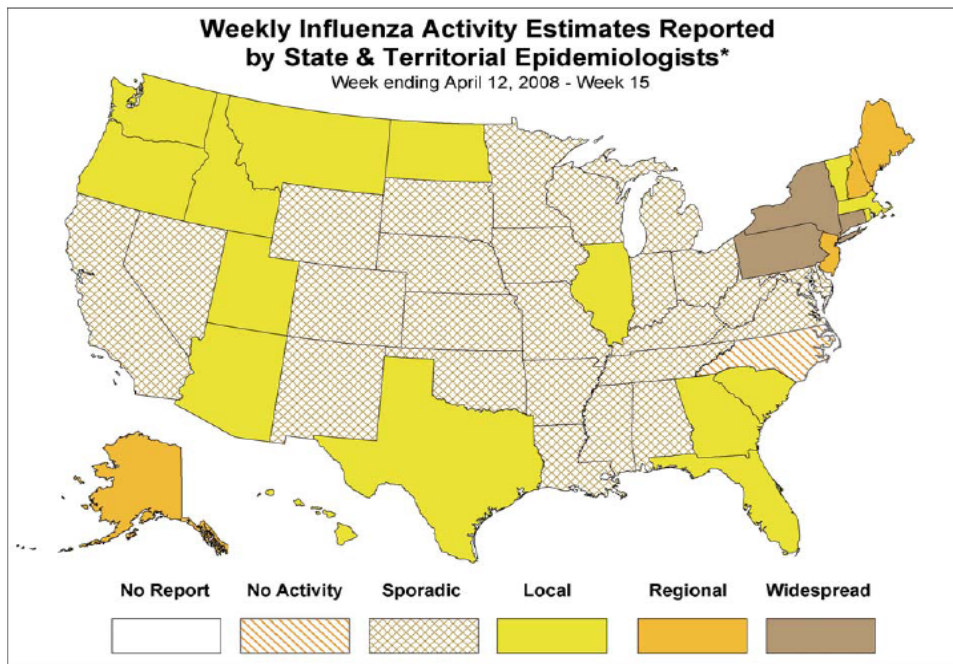 Weekly Influenza Activity Estimates Reported
by State & Territorial Epidemiologists*
Week ending April 12, 2008 - Week 15
No Report No Activity Sporadic Local Regional Widespread